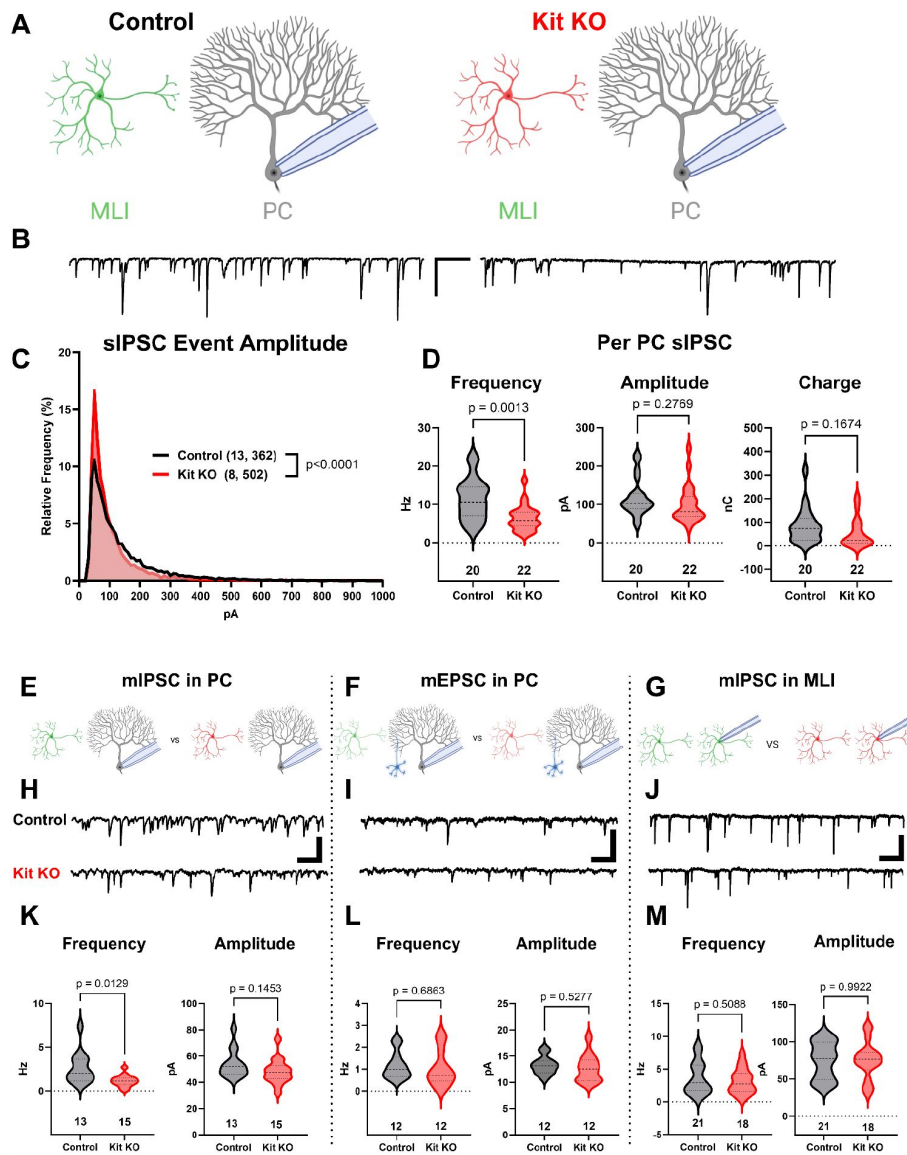 A
Control
Kit KO
MLI
PC
MLI
PC
B
C
sIPSC Event Amplitude
Relative Frequency (%)
20
15
10
5
0
Control (13, 362)
Kit KO (8, 502)
p<0.0001
0 100 200 300 400 500 600 700 800 900 1000
pA
D
Per PC sIPSC
Frequency
p = 0.0013
Hz
30
20
10
0
20 22
Control Kit KO
Amplitude
p = 0.2769
pA
300
200
100
0
20 22
Control Kit KO
Charge
p = 0.1674
nC
500
400
300
200
100
0
-100
20 22
Control Kit KO
E
mIPSC in PC
vs
F
mEPSC in PC
vs
G
mIPSC in MLI
VS
H
Control
Kit KO
I
J
K
Frequency
p = 0.0129
Hz
10
5
0
13 15
Control Kit KO
Amplitude
p = 0.1453
pA
100
80
60
40
20
0
13 15
Control Kit KO
L
Frequency
p = 0.6863
Hz
4
3
2
1
0
12 12
Control Kit KO
Amplitude
p = 0.5277
pA
25
20
15
10
5
0
12 12
Control Kit KO
M
Frequency
p = 0.5088
Hz
15
10
5
0
-5
21 18
Control Kit KO
Amplitude
p = 0.9922
pA
150
100
50
0
21 18
Control Kit KO